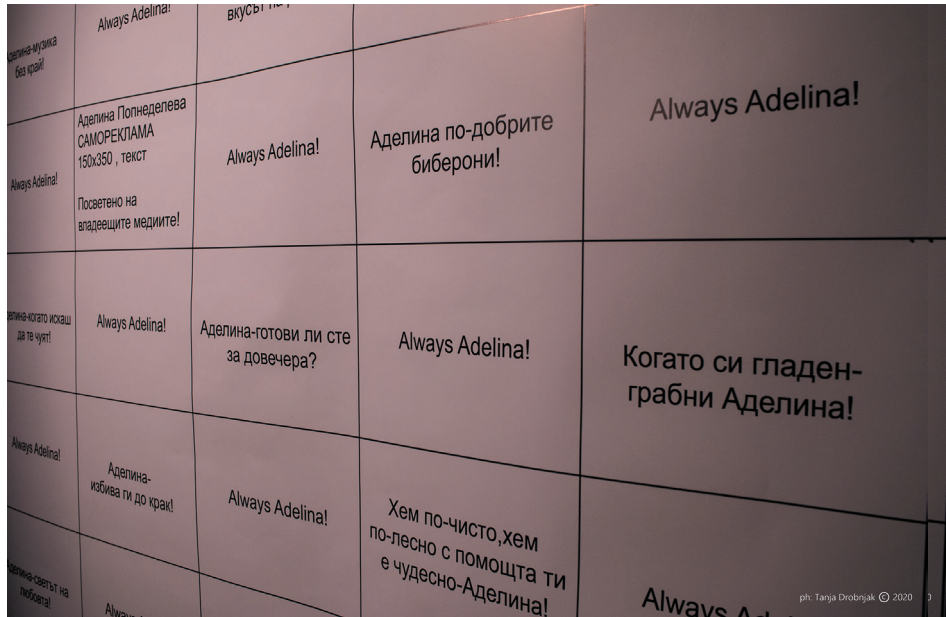 Always Adelina!
вкусът на
Аделина-музика
без край!
Аделина Попнеделева
САМОРЕКЛАМА
150x350 , текст
Посветено на
владеещите медиите!
Always Adelina!
Always Adelina!
Аделина по-добрите
биберони!
Always Adelina!
Аделина-когато искаш
да те чуят!
Always Adelina!
Аделина-готови ли сте
за довечера?
Always Adelina!
Когато си гладен-
грабни Аделина!
Always Adelina!
Аделина-
избива ги до крак!
Always Adelina!
Хем по-чисто,хем
по-лесно с помощта ти
е чудесно-Аделина!
Always
Аделина-светът на
любовта!
Always
ph: Tanja Drobnjak © 2020